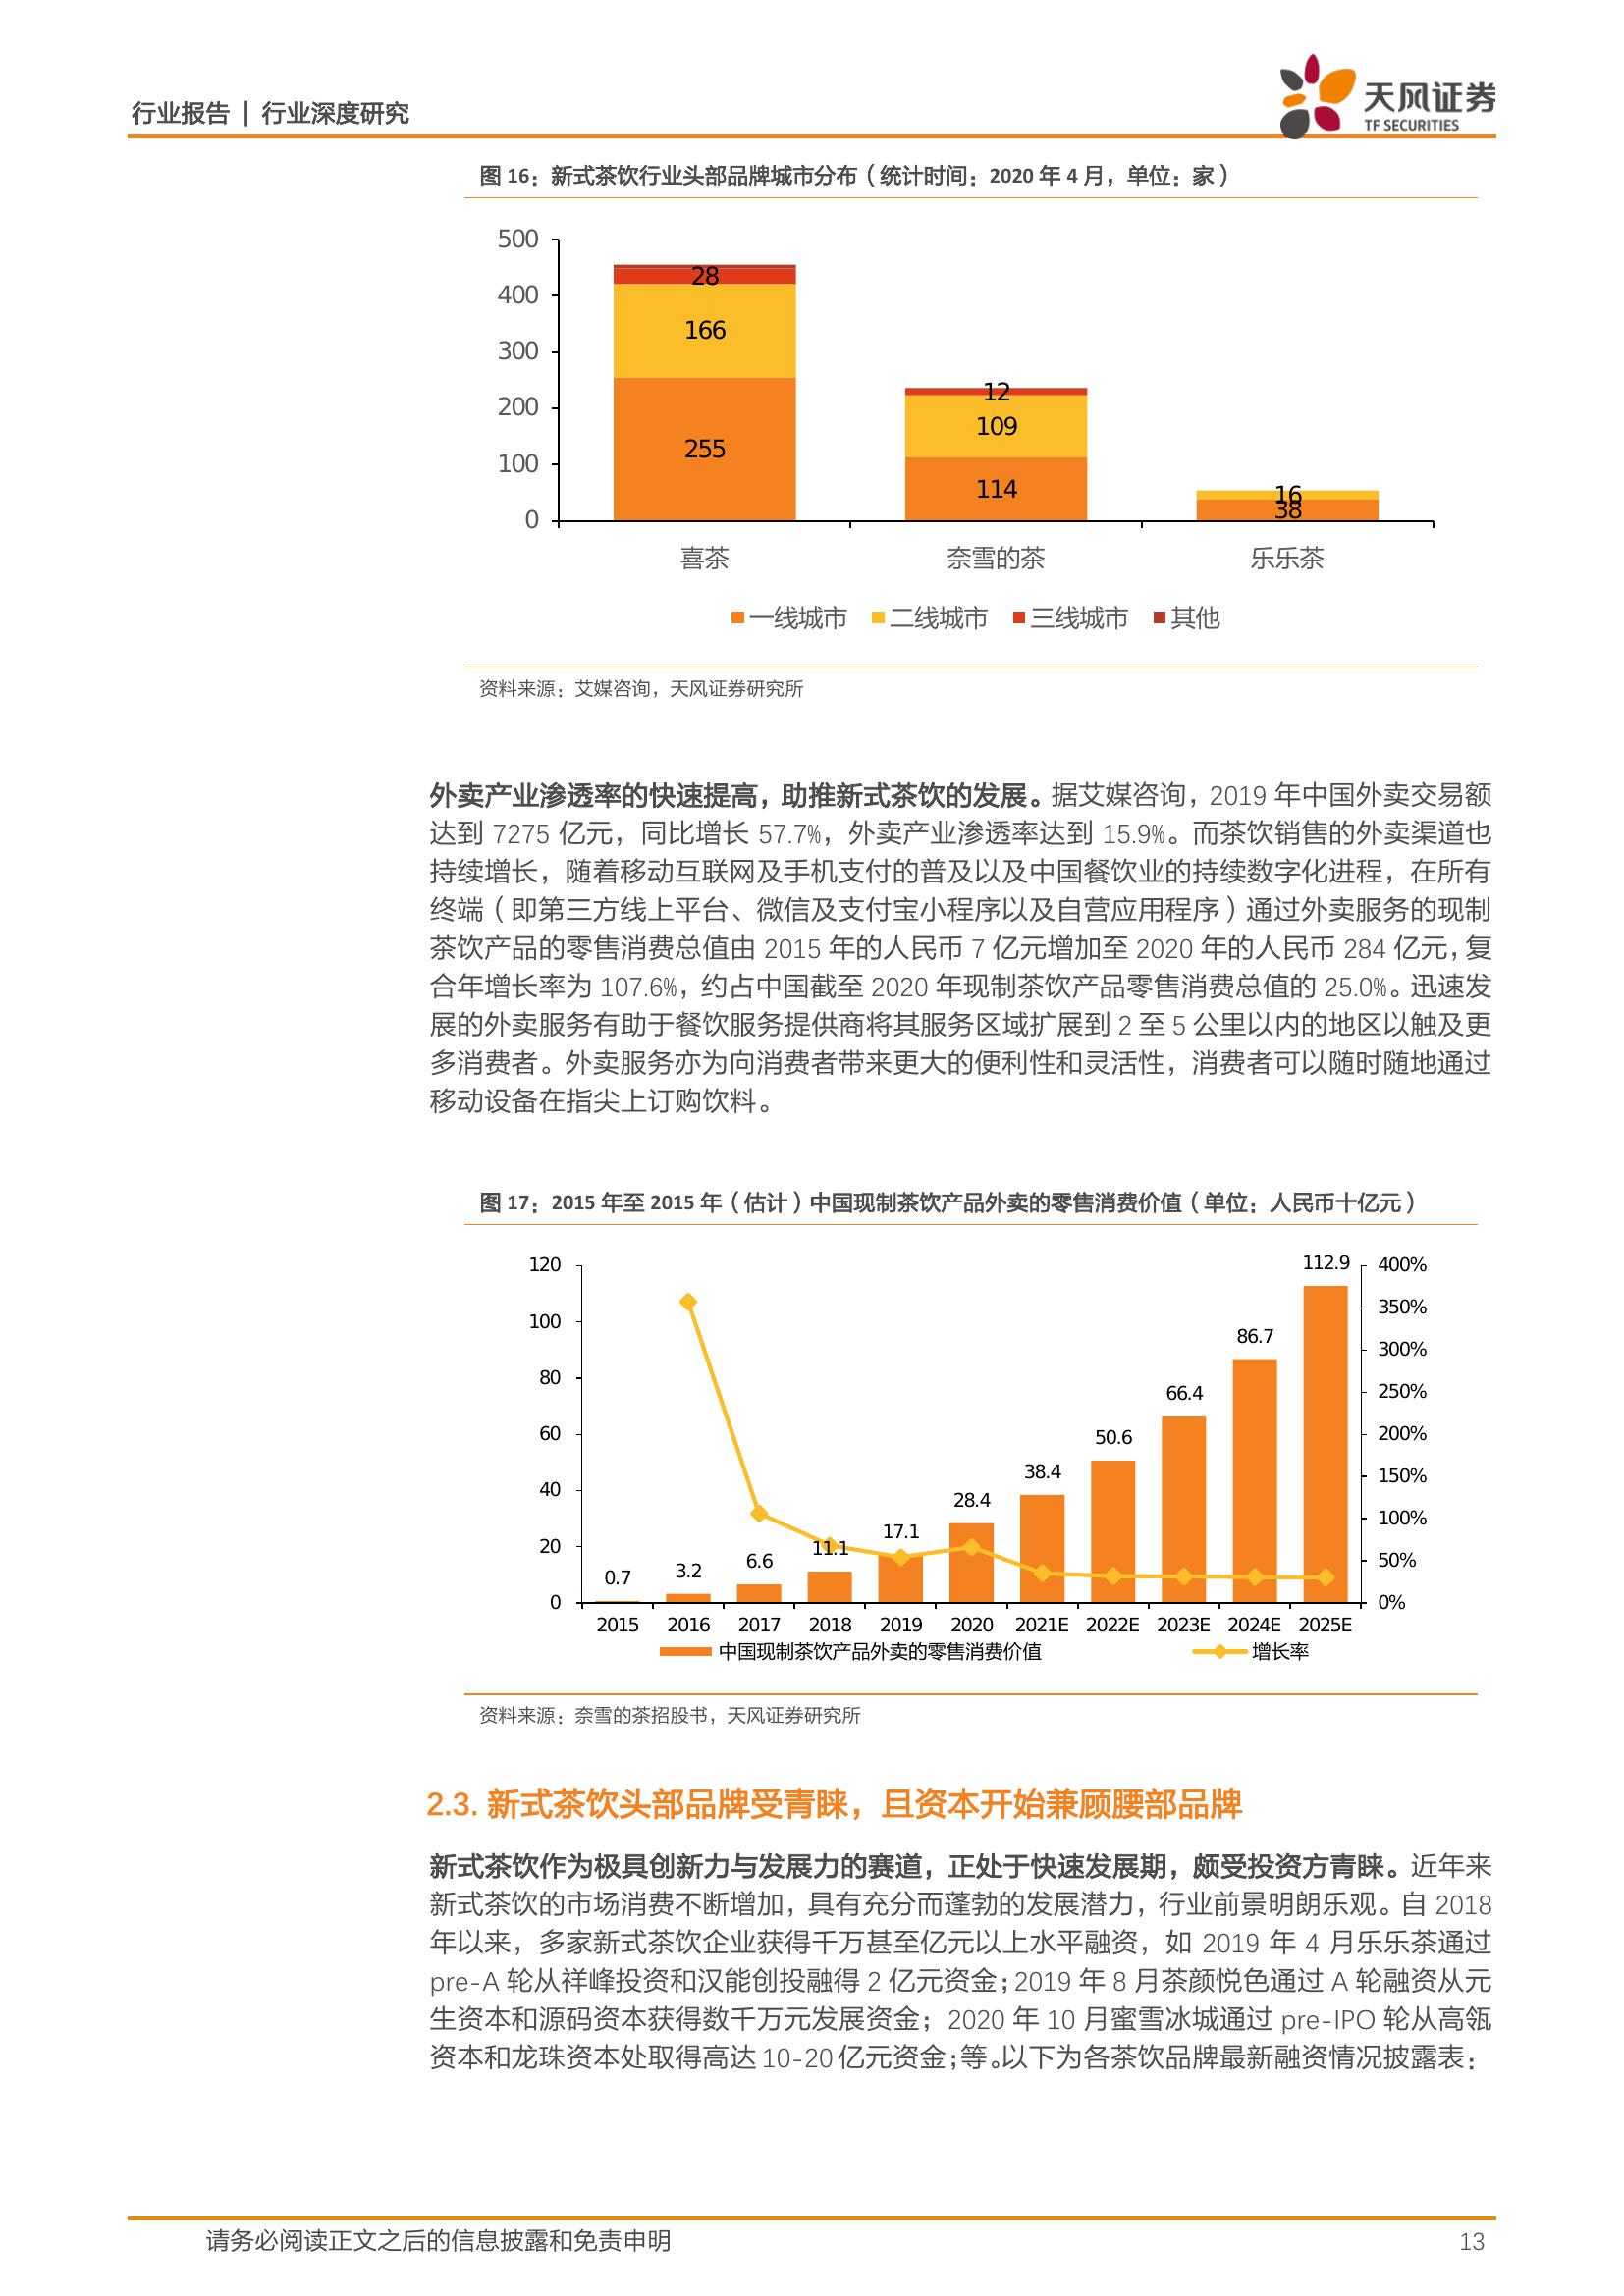 行业报告 | 行业深度研究
天风证券
TF SECURITIES
图 16：新式茶饮行业头部品牌城市分布（统计时间：2020 年 4 月，单位：家）
500
400
300
200
100
0
28
166
255
12
109
114
16
38
喜茶
奈雪的茶
乐乐茶
一线城市 二线城市 三线城市 其他
资料来源：艾媒咨询，天风证券研究所
外卖产业渗透率的快速提高，助推新式茶饮的发展。据艾媒咨询，2019 年中国外卖交易额
达到 7275 亿元，同比增长 57.7%，外卖产业渗透率达到 15.9%。而茶饮销售的外卖渠道也
持续增长，随着移动互联网及手机支付的普及以及中国餐饮业的持续数字化进程，在所有
终端（即第三方线上平台、微信及支付宝小程序以及自营应用程序）通过外卖服务的现制
茶饮产品的零售消费总值由 2015 年的人民币 7 亿元增加至 2020 年的人民币 284 亿元，复
合年增长率为 107.6%，约占中国截至 2020 年现制茶饮产品零售消费总值的 25.0%。迅速发
展的外卖服务有助于餐饮服务提供商将其服务区域扩展到 2 至 5 公里以内的地区以触及更
多消费者。外卖服务亦为向消费者带来更大的便利性和灵活性，消费者可以随时随地通过
移动设备在指尖上订购饮料。
图 17：2015 年至 2015 年（估计）中国现制茶饮产品外卖的零售消费价值（单位：人民币十亿元）
120
100
80
60
40
20
0
0.7
3.2
6.6
11.1
17.1
28.4
38.4
50.6
66.4
86.7
112.9
400%
350%
300%
250%
200%
150%
100%
50%
0%
2015 2016 2017 2018 2019 2020 2021E 2022E 2023E 2024E 2025E
中国现制茶饮产品外卖的零售消费价值 增长率
资料来源：奈雪的茶招股书，天风证券研究所
2.3. 新式茶饮头部品牌受青睐，且资本开始兼顾腰部品牌
新式茶饮作为极具创新力与发展力的赛道，正处于快速发展期，颇受投资方青睐。近年来
新式茶饮的市场消费不断增加，具有充分而蓬勃的发展潜力，行业前景明朗乐观。自 2018
年以来，多家新式茶饮企业获得千万甚至亿元以上水平融资，如 2019 年 4 月乐乐茶通过
pre-A 轮从祥峰投资和汉能创投融得 2 亿元资金；2019 年 8 月茶颜悦色通过 A 轮融资从元
生资本和源码资本获得数千万元发展资金；2020 年 10 月蜜雪冰城通过 pre-IPO 轮从高瓴
资本和龙珠资本处取得高达 10-20 亿元资金；等。以下为各茶饮品牌最新融资情况披露表：
请务必阅读正文之后的信息披露和免责申明
13